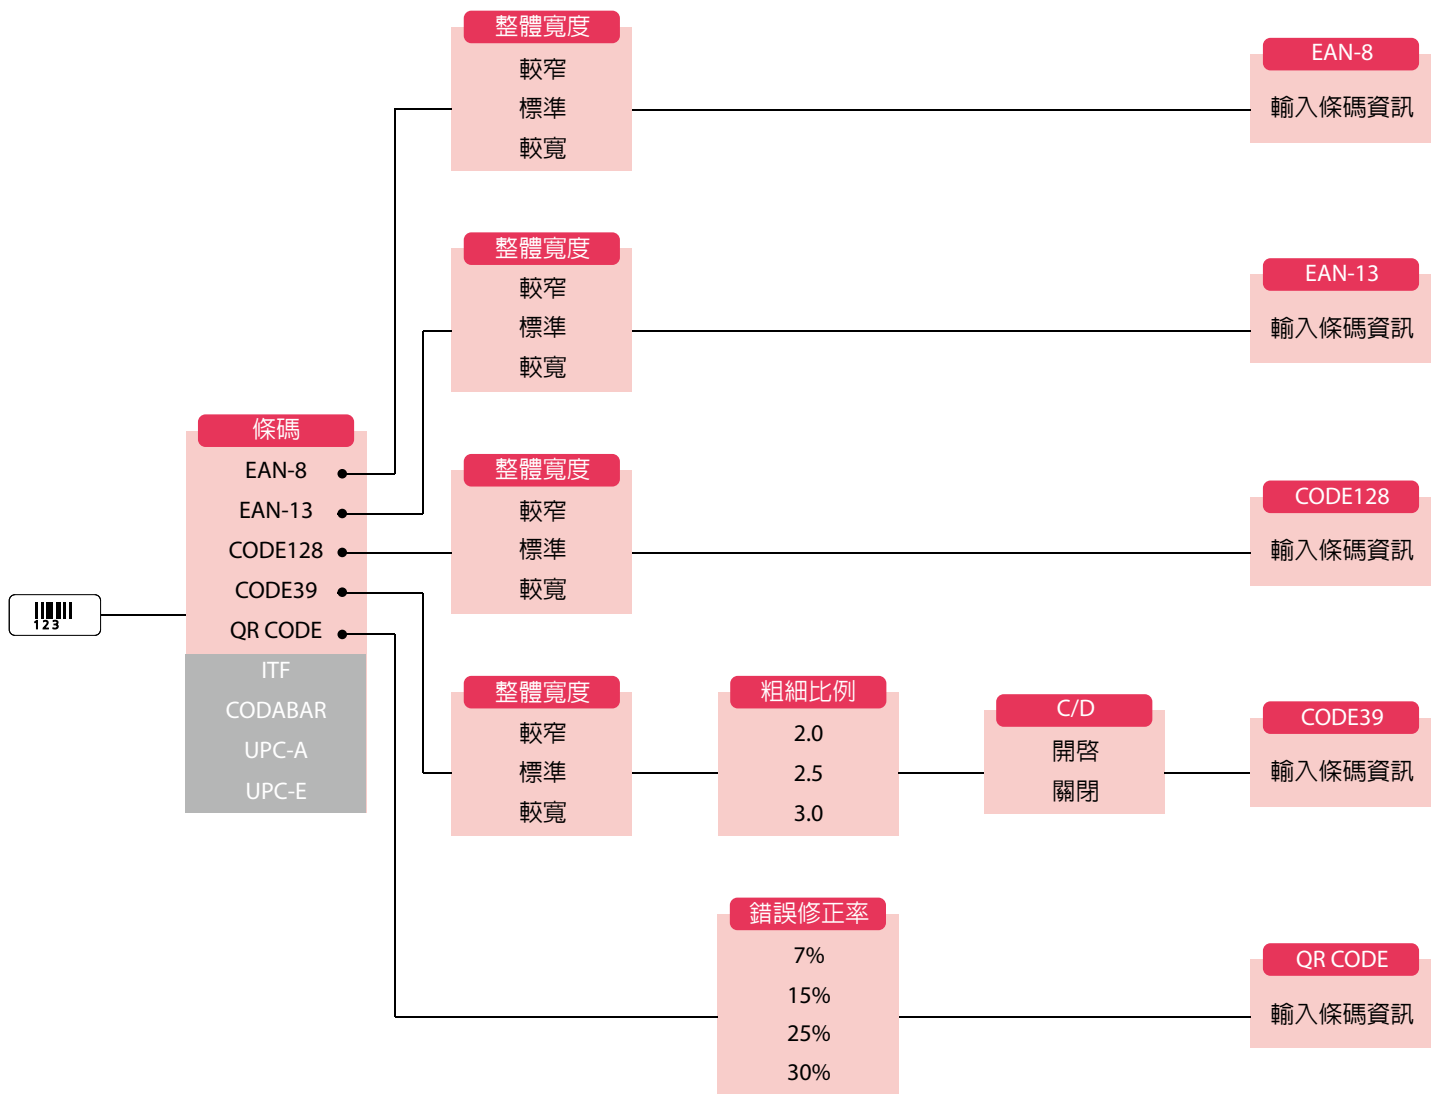 123
條碼
EAN-8
EAN-13
CODE128
CODE39
QR CODE
ITF
CODABAR
UPC-A
UPC-E
整體寬度
較窄
標準
較寬
EAN-8
輸入條碼資訊
整體寬度
較窄
標準
較寬
EAN-13
輸入條碼資訊
整體寬度
較窄
標準
較寬
CODE128
輸入條碼資訊
整體寬度
較窄
標準
較寬
粗細比例
2.0
2.5
3.0
C/D
開啓
關閉
CODE39
輸入條碼資訊
錯誤修正率
7%
15%
25%
30%
QR CODE
輸入條碼資訊